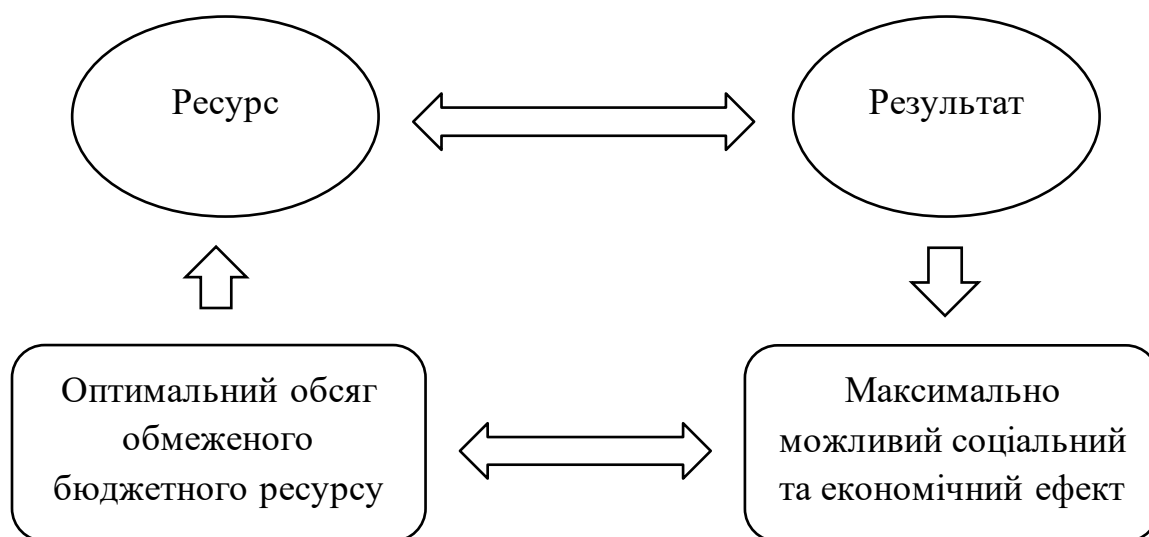 Ресурс
Результат
Оптимальний обсяг
обмеженого
бюджетного ресурсу
Максимально
можливий соціальний
та економічний ефект